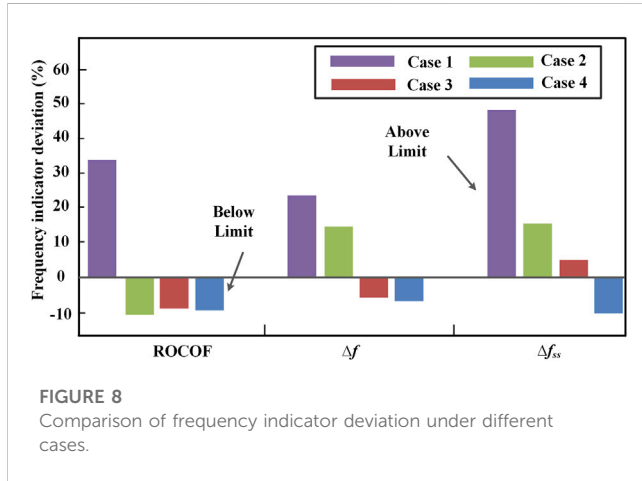 Frequency indicator deviation (%)
60
50
40
30
20
10
0
-10
Case 1
Case 2
Case 3
Case 4
Above
Limit
Below
Limit
ROCOF
Δf
Δfss
FIGURE 8
Comparison of frequency indicator deviation under different
cases.